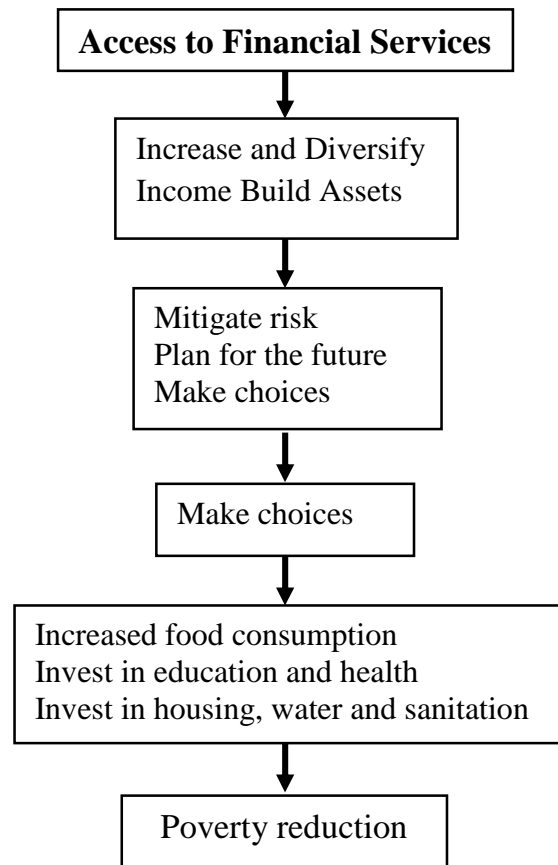 Access to Financial Services
Increase and Diversify
Income Build Assets
Mitigate risk
Plan for the future
Make choices
Make choices
Increased food consumption
Invest in education and health
Invest in housing, water and sanitation
Poverty reduction